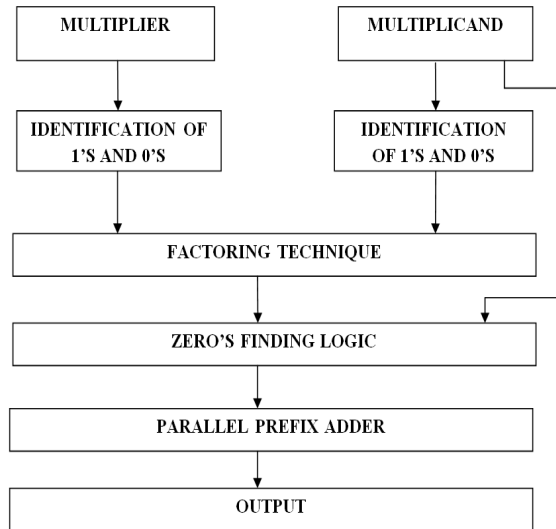 MULTIPLIER
MULTIPLICAND
IDENTIFICATION OF
1'S AND 0'S
IDENTIFICATION
OF 1'S AND 0'S
FACTORING TECHNIQUE
ZERO'S FINDING LOGIC
PARALLEL PREFIX ADDER
OUTPUT